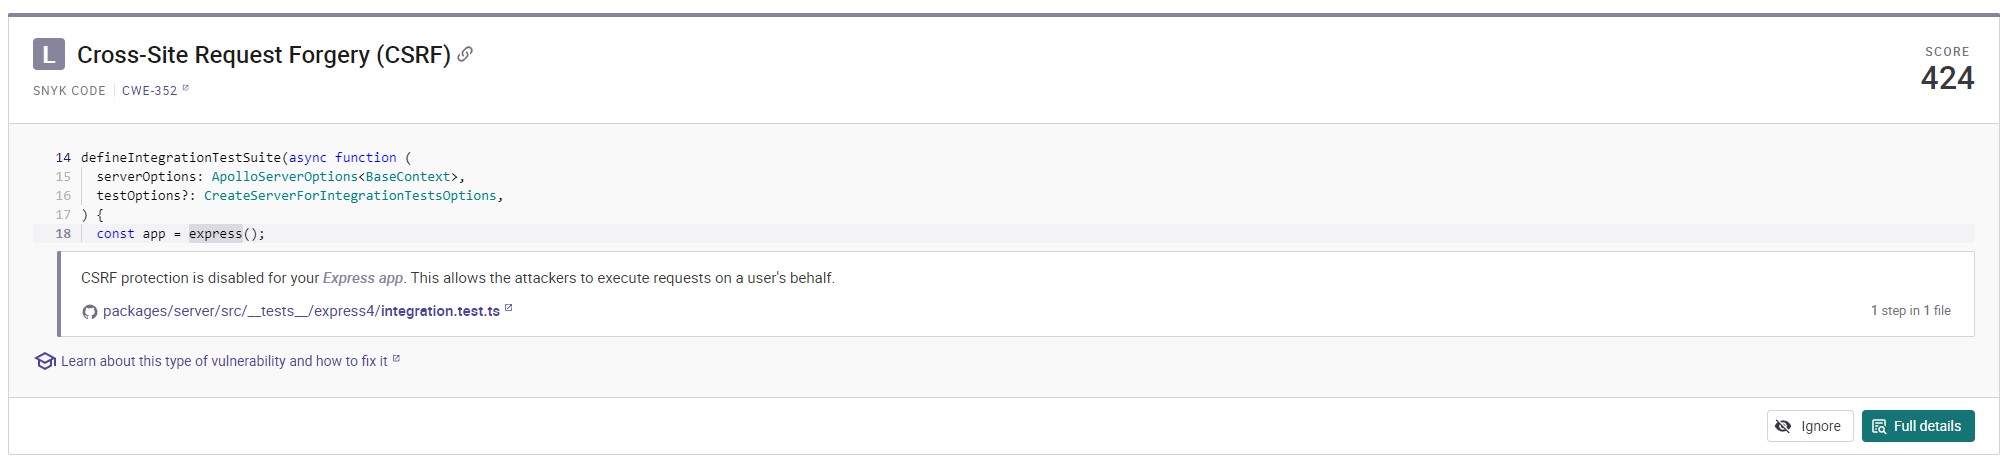 L Cross-Site Request Forgery (CSRF)
SCORE
424
SNYK CODE CWE-352
14 defineIntegrationTestSuite(async function (
15 serverOptions: ApolloServerOptions<BaseContext>,
16 testOptions?: CreateServerForIntegrationTestsOptions,
17 ) {
18 const app = express();
CSRF protection is disabled for your Express app. This allows the attackers to execute requests on a user's behalf.
packages/server/src/__tests__/express4/integration.test.ts 1 step in 1 file
Learn about this type of vulnerability and how to fix it
Ignore Full details